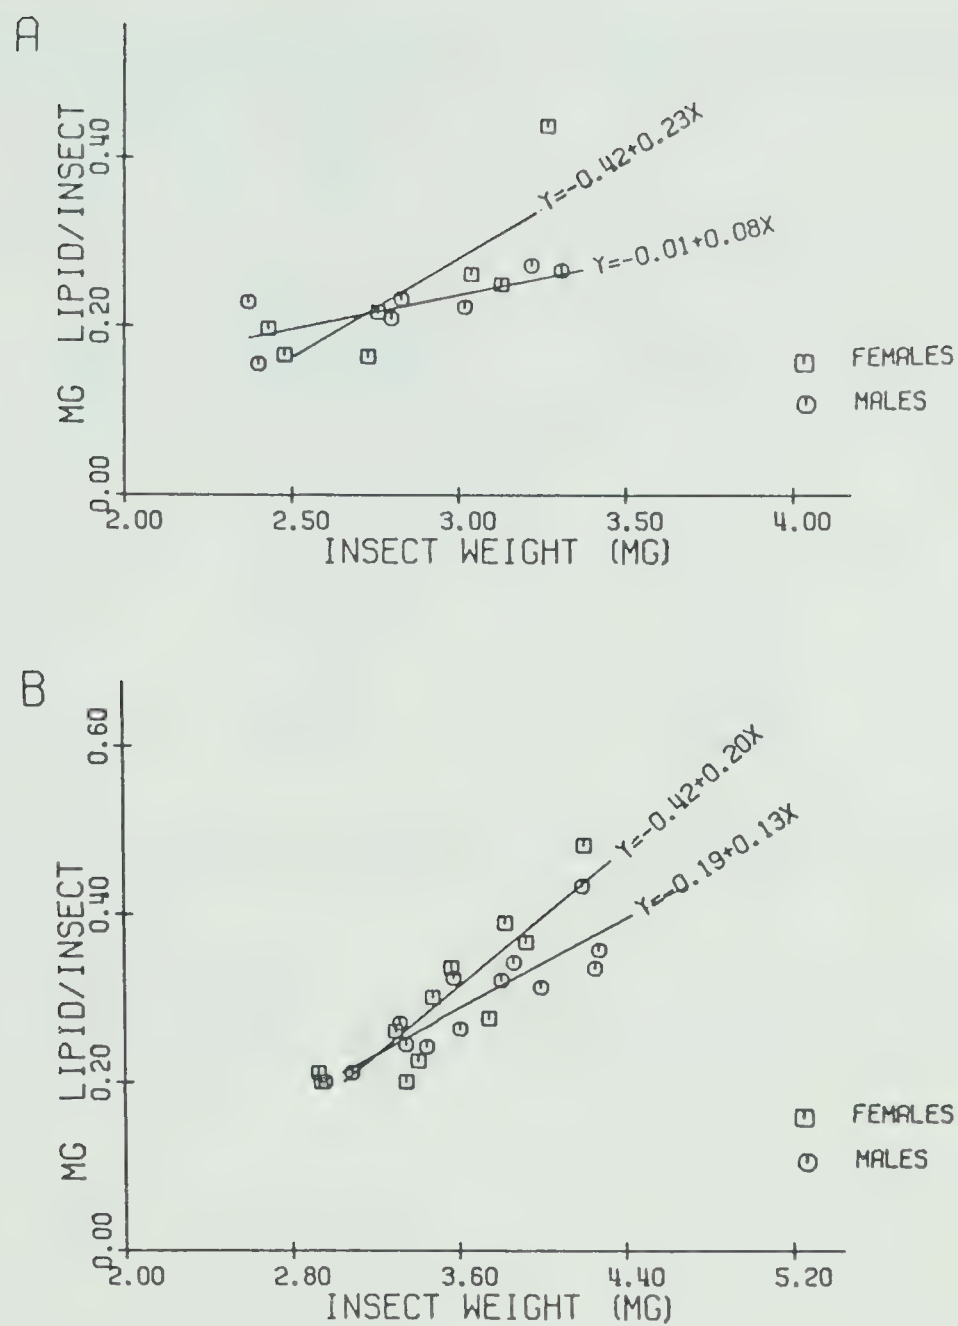 A
MG LIPID/INSECT
0.40
0.20
0.00
Y=-0.42+0.23X
Y=-0.01+0.08X
FEMALES
MALES
2.00 2.50 3.00 3.50 4.00
INSECT WEIGHT (MG)
B
MG LIPID/INSECT
0.60
0.40
0.20
0.00
Y=-0.42+0.20X
Y=-0.19+0.13X
FEMALES
MALES
2.00 2.80 3.60 4.40 5.20
INSECT WEIGHT (MG)